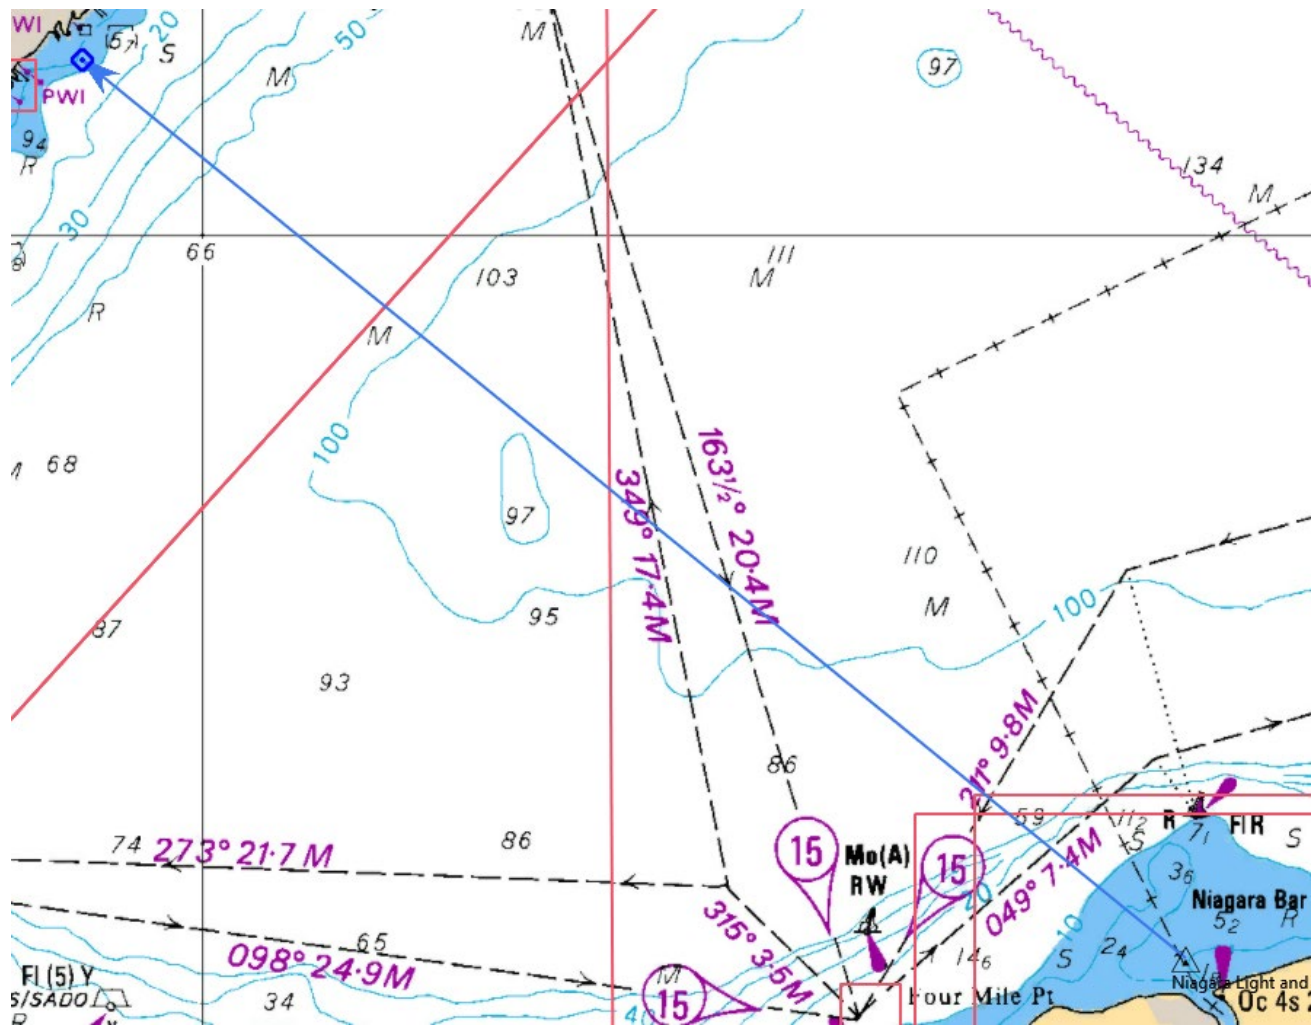 WI
5₇
20
S
50
M
M
97
PWI
94
R
134
M
30
66
103
111
M
R
M
100
68
349° 17·4M
163½° 20·4M
97
110
M
95
100
87
93
211° 9·8M
86
59
11₂
S
R
7₁
Fl R
S
74
273° 21·7 M
86
15
Mo(A)
RW
15
20
049° 7·4M
3₆
Niagara Bar
5₂
R
10
315° 3·5M
65
098° 24·9M
M
14₆
S
2₄
Fl (5) Y
S/SADO
34
15
40
Four Mile Pt
Niagara Light and
Oc 4s
R
Y